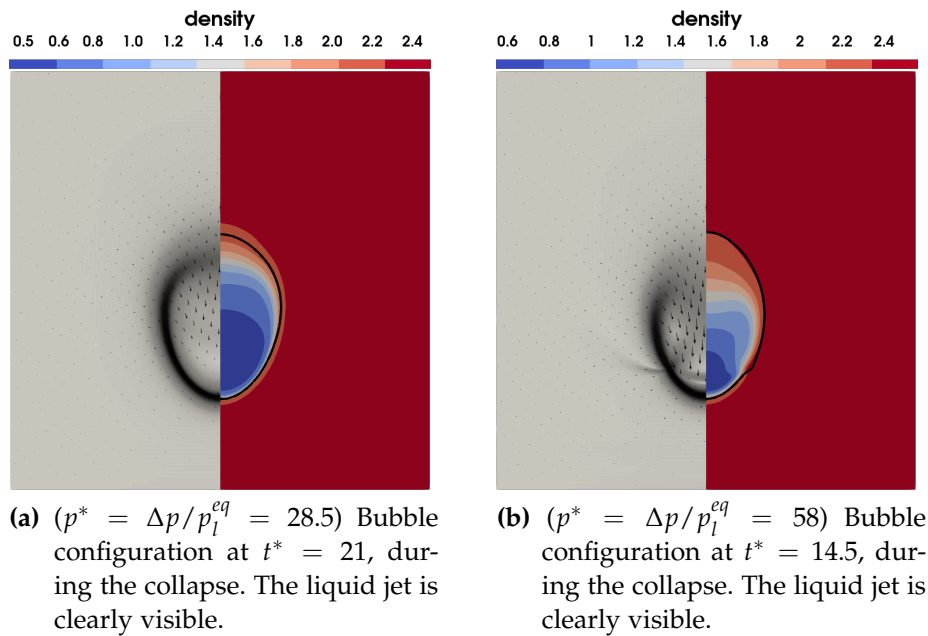 density
0.5 0.6 0.8 1.0 1.2 1.4 1.6 1.8 2.0 2.2 2.4
(a) (p* = Δp/p_l^eq = 28.5) Bubble
configuration at t* = 21, dur-
ing the collapse. The liquid jet is
clearly visible.
density
0.6 0.8 1 1.2 1.4 1.6 1.8 2 2.2 2.4
(b) (p* = Δp/p_l^eq = 58) Bubble
configuration at t* = 14.5, dur-
ing the collapse. The liquid jet is
clearly visible.